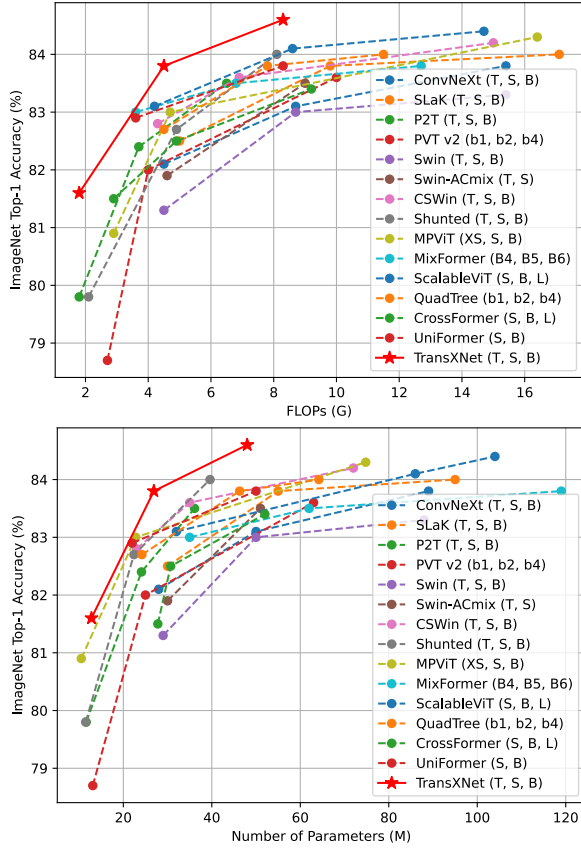 84
83
82
81
80
79
ImageNet Top-1 Accuracy (%)
ConvNeXt (T, S, B)
SLaK (T, S, B)
P2T (T, S, B)
PVT v2 (b1, b2, b4)
Swin (T, S, B)
Swin-ACmix (T, S)
CSWin (T, S, B)
Shunted (T, S, B)
MPViT (XS, S, B)
MixFormer (B4, B5, B6)
ScalableViT (S, B, L)
QuadTree (b1, b2, b4)
CrossFormer (S, B, L)
UniFormer (S, B)
TransXNet (T, S, B)
2 4 6 8 10 12 14 16
FLOPs (G)
84
83
82
81
80
79
ImageNet Top-1 Accuracy (%)
ConvNeXt (T, S, B)
SLaK (T, S, B)
P2T (T, S, B)
PVT v2 (b1, b2, b4)
Swin (T, S, B)
Swin-ACmix (T, S)
CSWin (T, S, B)
Shunted (T, S, B)
MPViT (XS, S, B)
MixFormer (B4, B5, B6)
ScalableViT (S, B, L)
QuadTree (b1, b2, b4)
CrossFormer (S, B, L)
UniFormer (S, B)
TransXNet (T, S, B)
20 40 60 80 100 120
Number of Parameters (M)